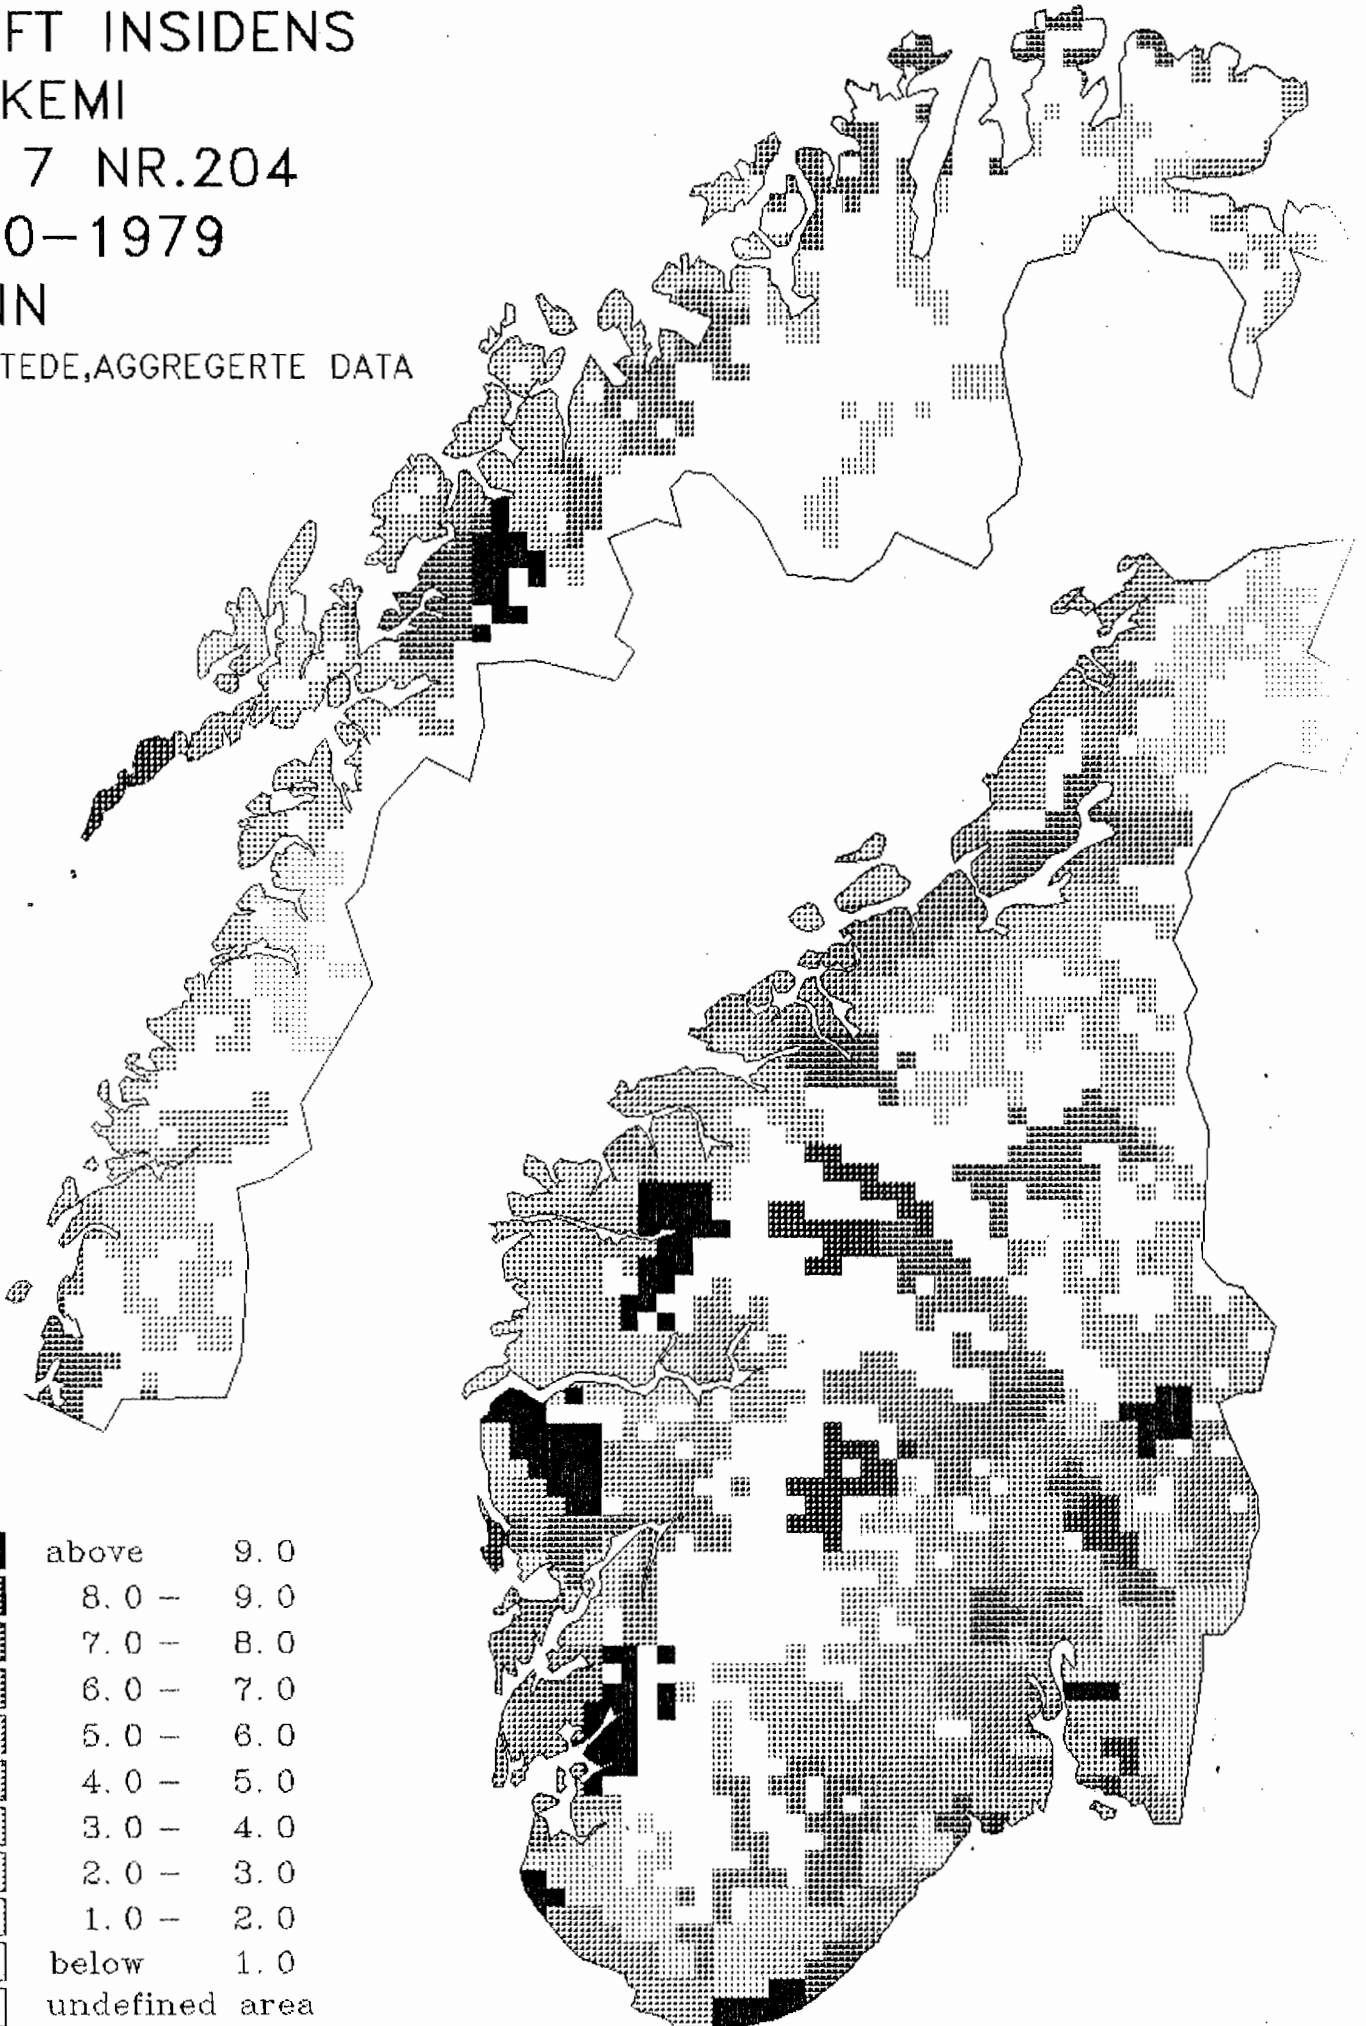 FT INSIDENS
KEMI
7 NR.204
0-1979
NN
TEDE,AGGREGERTE DATA
above 9.0
8.0 - 9.0
7.0 - 8.0
6.0 - 7.0
5.0 - 6.0
4.0 - 5.0
3.0 - 4.0
2.0 - 3.0
1.0 - 2.0
below 1.0
undefined area